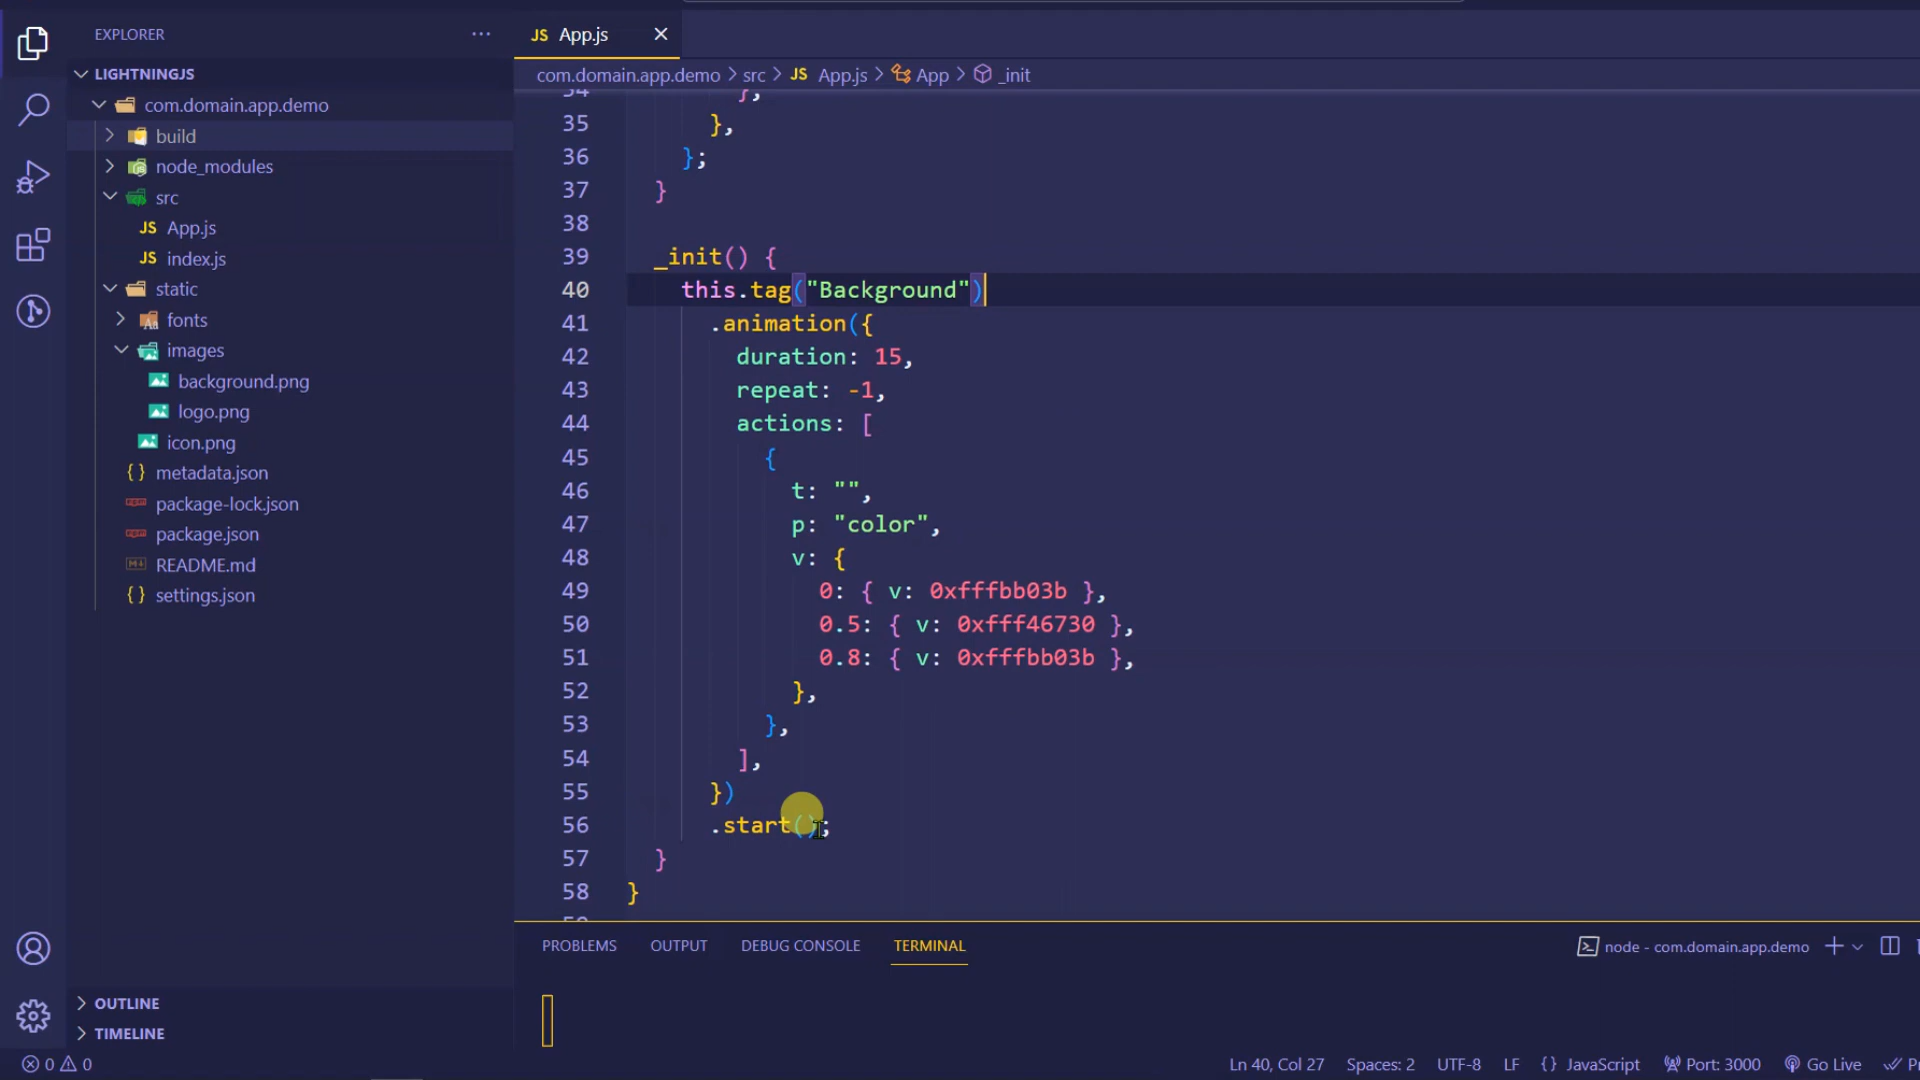 EXPLORER
···
JS App.js ×
LIGHTNINGJS
com.domain.app.demo > src > JS App.js > App > _init
com.domain.app.demo
build
node_modules
src
JS App.js
JS index.js
static
fonts
images
background.png
logo.png
icon.png
{} metadata.json
package-lock.json
package.json
README.md
{} settings.json
OUTLINE
TIMELINE
34 },
35 },
36 };
37 }
38
39 _init() {
40 this.tag("Background")
41 .animation({
42 duration: 15,
43 repeat: -1,
44 actions: [
45 {
46 t: "",
47 p: "color",
48 v: {
49 0: { v: 0xfffbb03b },
50 0.5: { v: 0xfff46730 },
51 0.8: { v: 0xfffbb03b },
52 },
53 },
54 ],
55 })
56 .start();
57 }
58 }
PROBLEMS OUTPUT DEBUG CONSOLE TERMINAL node - com.domain.app.demo
0 0 Ln 40, Col 27 Spaces: 2 UTF-8 LF {} JavaScript Port: 3000 Go Live